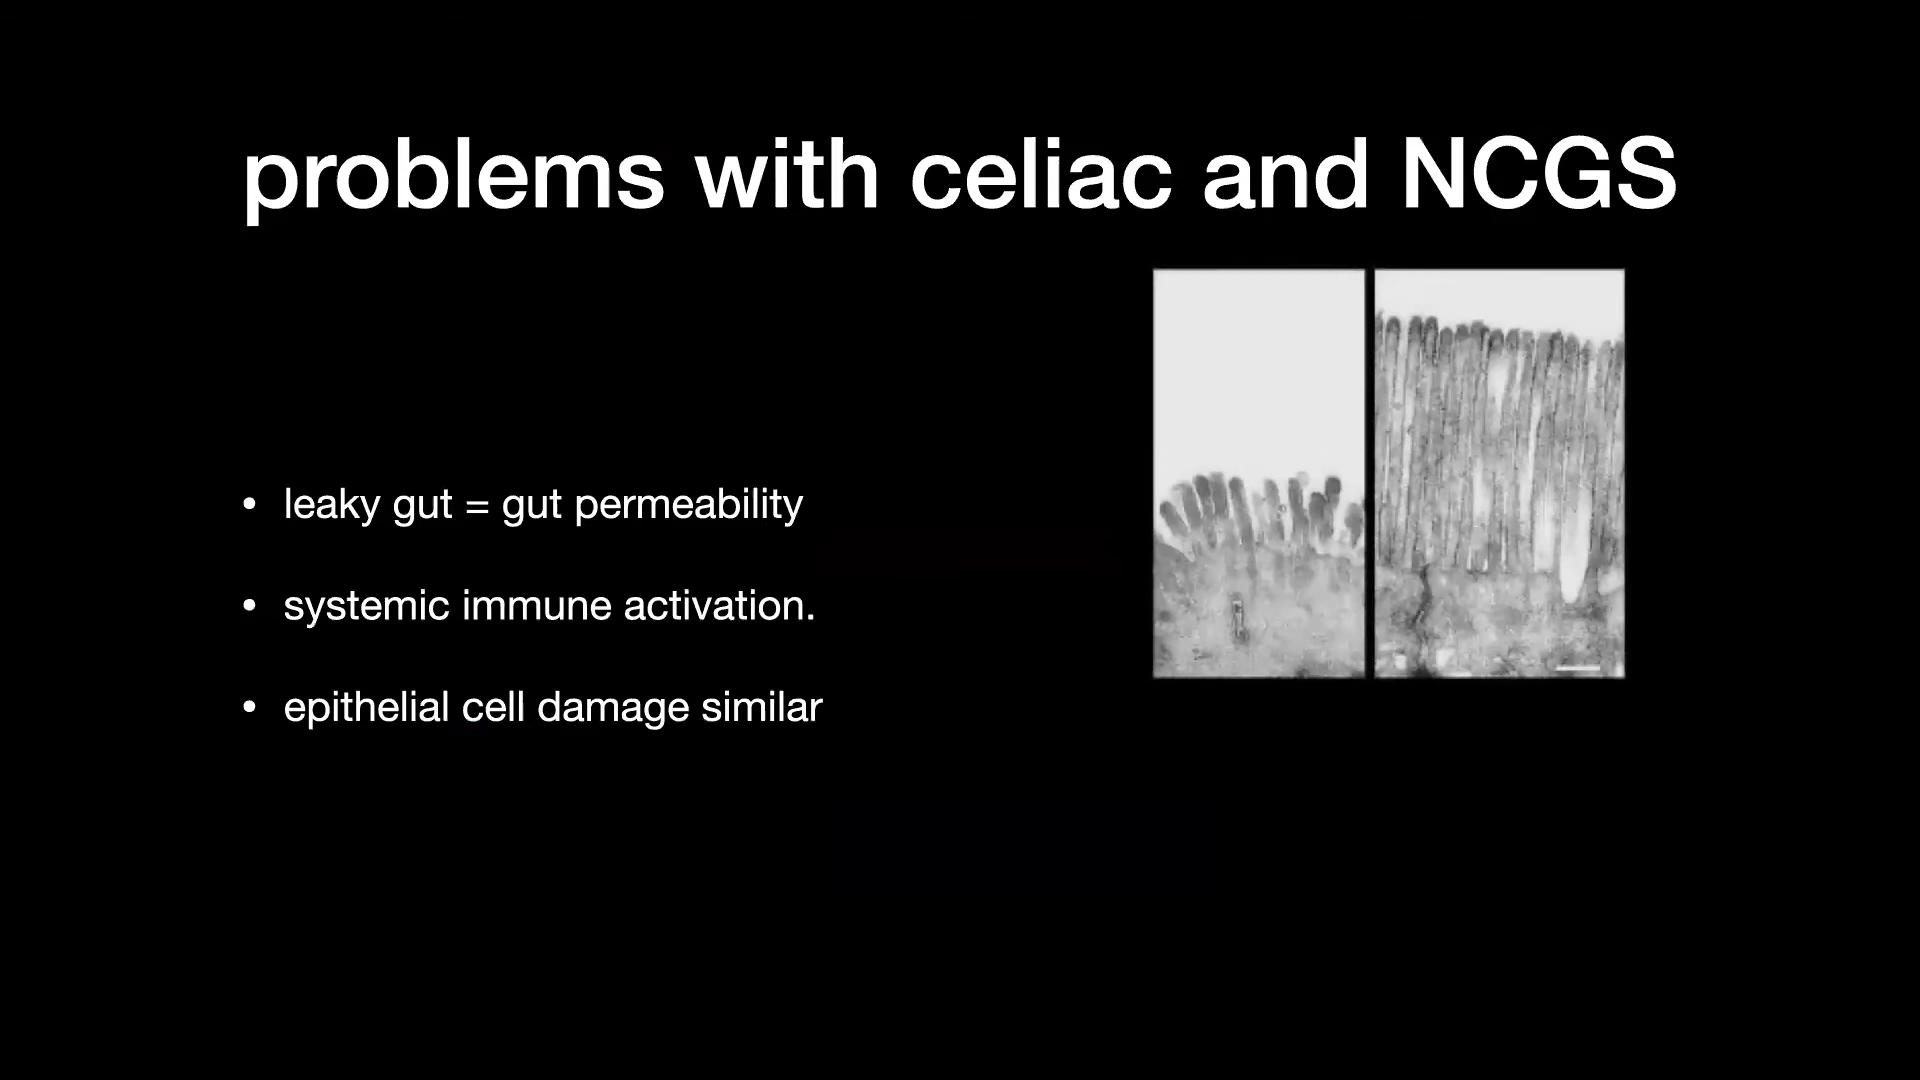 problems with celiac and NCGS
• leaky gut = gut permeability
• systemic immune activation.
• epithelial cell damage similar